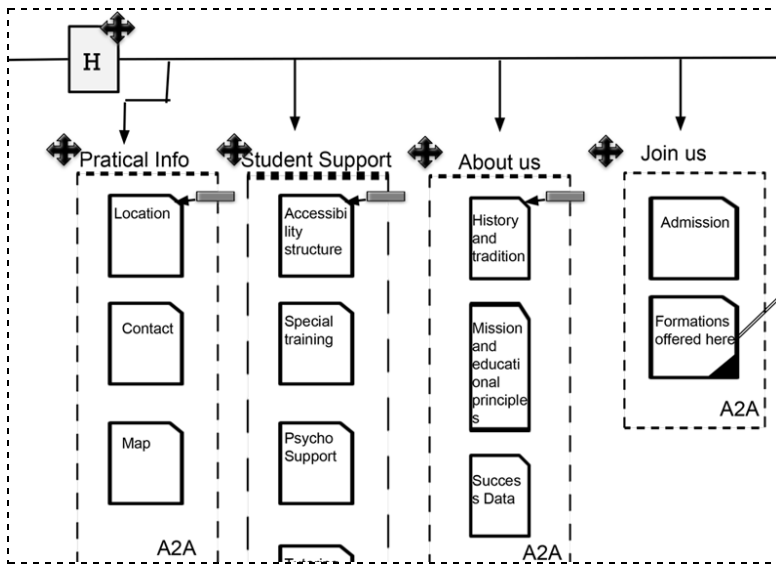 H
Pratical Info
Student Support
About us
Join us
Location
Contact
Map
A2A
Accessibi
lity
structure
Special
training
Psycho
Support
History
and
tradition
Mission
and
educati
onal
principle
s
Succes
s Data
A2A
Admission
Formations
offered here
A2A